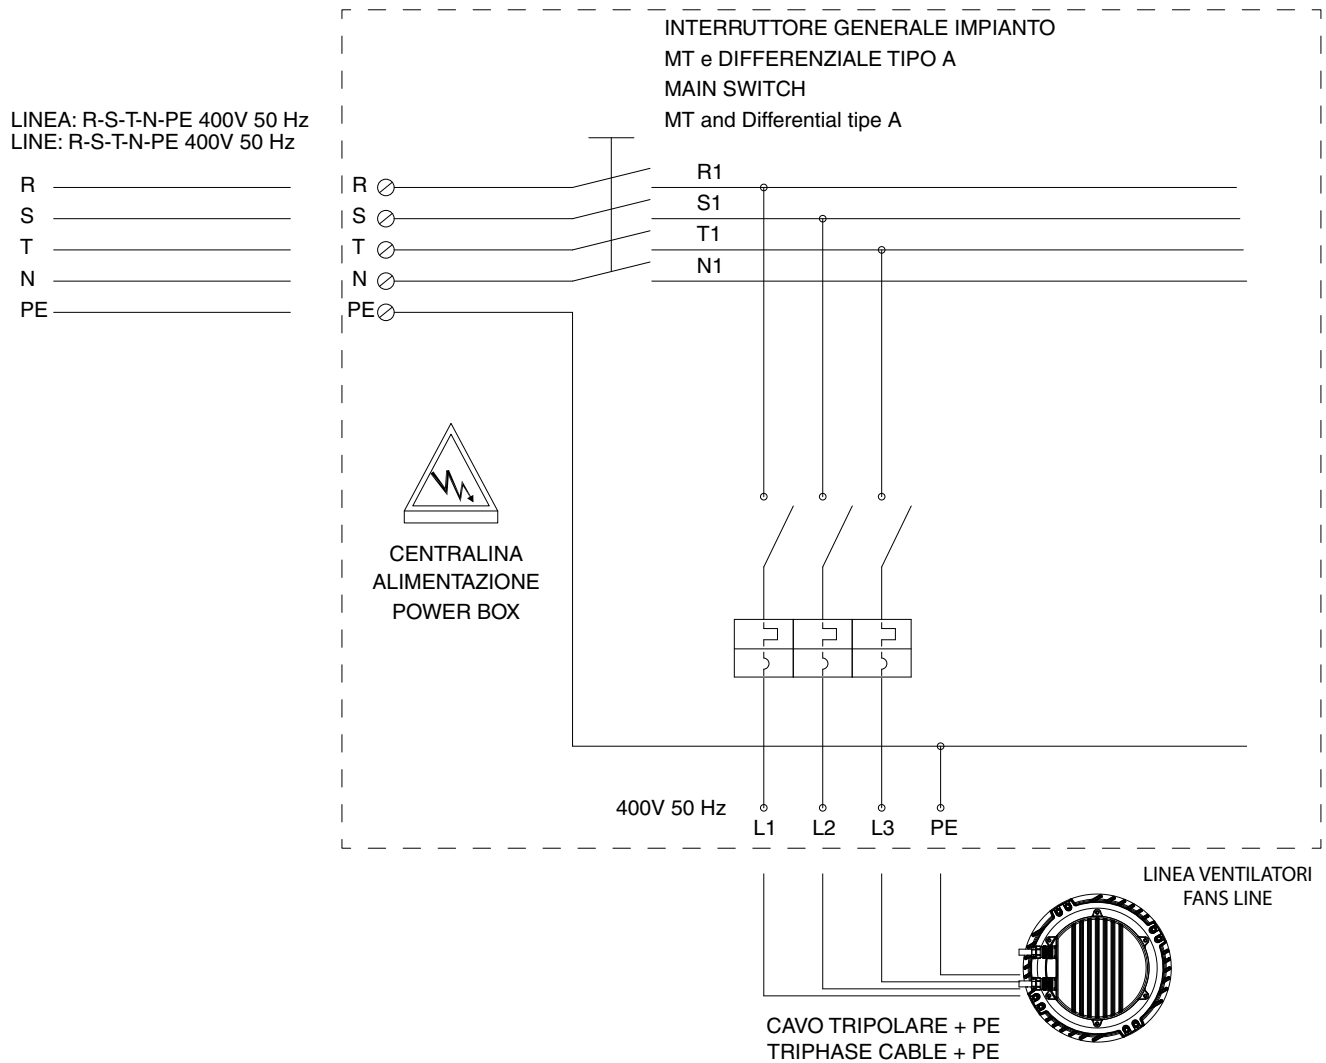 INTERRUTTORE GENERALE IMPIANTO
MT e DIFFERENZIALE TIPO A
MAIN SWITCH
MT and Differential tipe A
LINEA: R-S-T-N-PE 400V 50 Hz
LINE: R-S-T-N-PE 400V 50 Hz
R
S
T
N
PE
R
S
T
N
PE
R1
S1
T1
N1
CENTRALINA
ALIMENTAZIONE
POWER BOX
400V 50 Hz
L1 L2 L3 PE
LINEA VENTILATORI
FANS LINE
CAVO TRIPOLARE + PE
TRIPHASE CABLE + PE